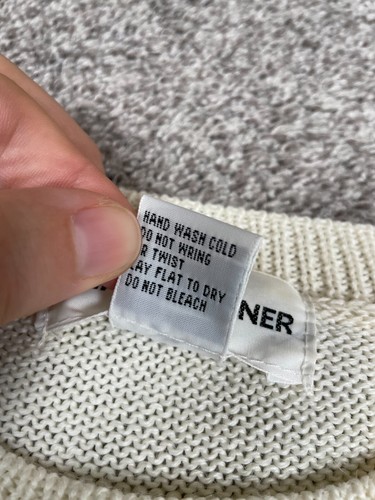 HAND WASH COLD
DO NOT WRING
R TWIST
LAY FLAT TO DRY
DO NOT BLEACH
NER